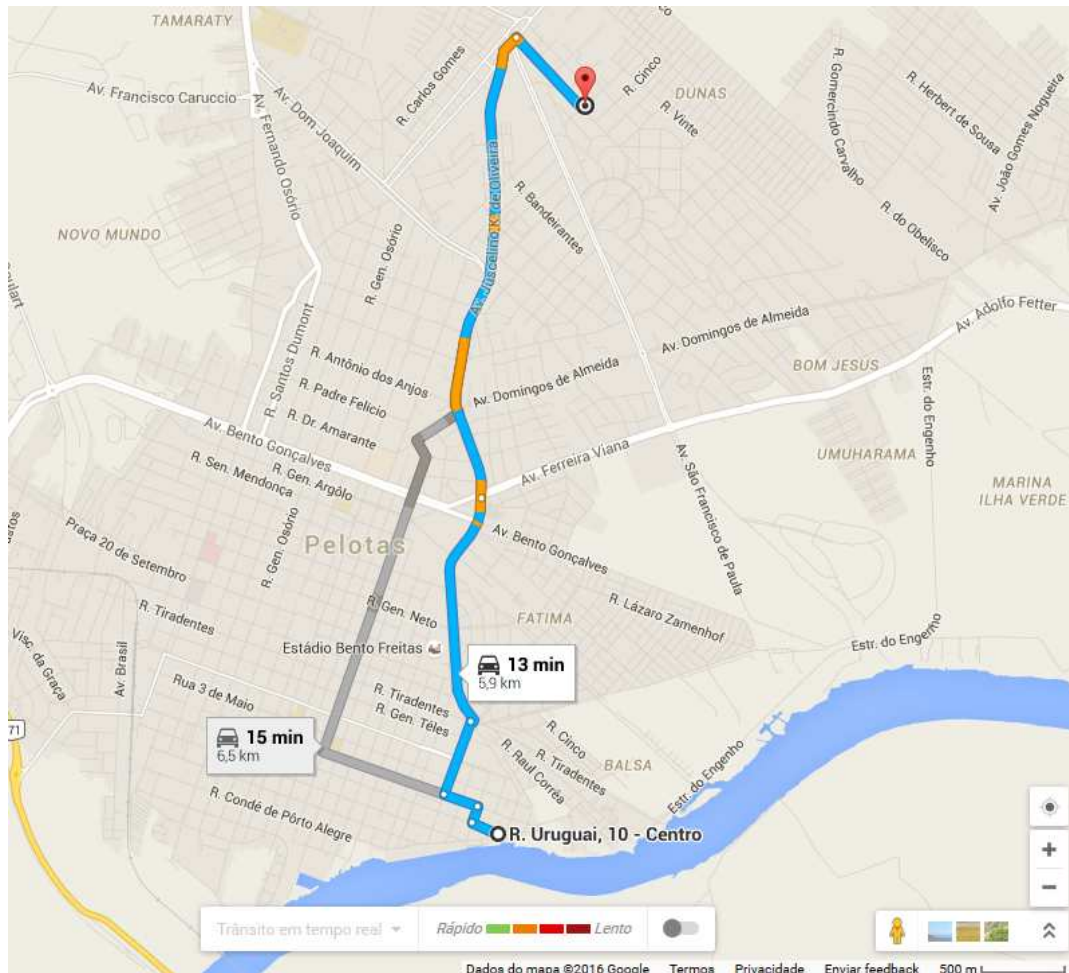 TAMARATY
Av. Francisco Caruccio
Av. Fernando Osório
Av. Dom Joaquim
R. Carlos Gomes
R. Cinco
DUNAS
R. Vinte
R. Gomercindo Carvalho
R. Herbert de Sousa
Av. João Gomes Nogueira
R. do Obelisco
NOVO MUNDO
R. Gen. Osório
Av. Juscelino K. de Oliveira
R. Bandeirantes
Av. Adolfo Fetter
R. Santos Dumont
R. Antônio dos Anjos
R. Padre Felício
R. Dr. Amarante
Av. Domingos de Almeida
Av. Domingos de Almeida
BOM JESUS
Estr. do Engenho
Av. Bento Gonçalves
R. Sen. Mendonça
R. Gen. Argôlo
Av. Ferreira Viana
Av. São Francisco de Paula
UMUHARAMA
MARINA
ILHA VERDE
Praça 20 de Setembro
R. Gen. Osório
Pelotas
Av. Bento Gonçalves
R. Tiradentes
R. Gen. Neto
FATIMA
R. Lázaro Zamenhof
Estr. do Engenho
Visc. da Graça
Av. Brasil
Estádio Bento Freitas
13 min
5,9 km
Rua 3 de Maio
R. Tiradentes
R. Gen. Téles
15 min
6,5 km
71
R. Cinco
R. Tiradentes
R. Raul Corrêa
BALSA
Estr. do Engenho
R. Condé de Pôrto Alegre
R. Uruguai, 10 - Centro
Trânsito em tempo real
Rápido
Lento
Dados do mapa ©2016 Google Termos Privacidade Enviar feedback 500 m